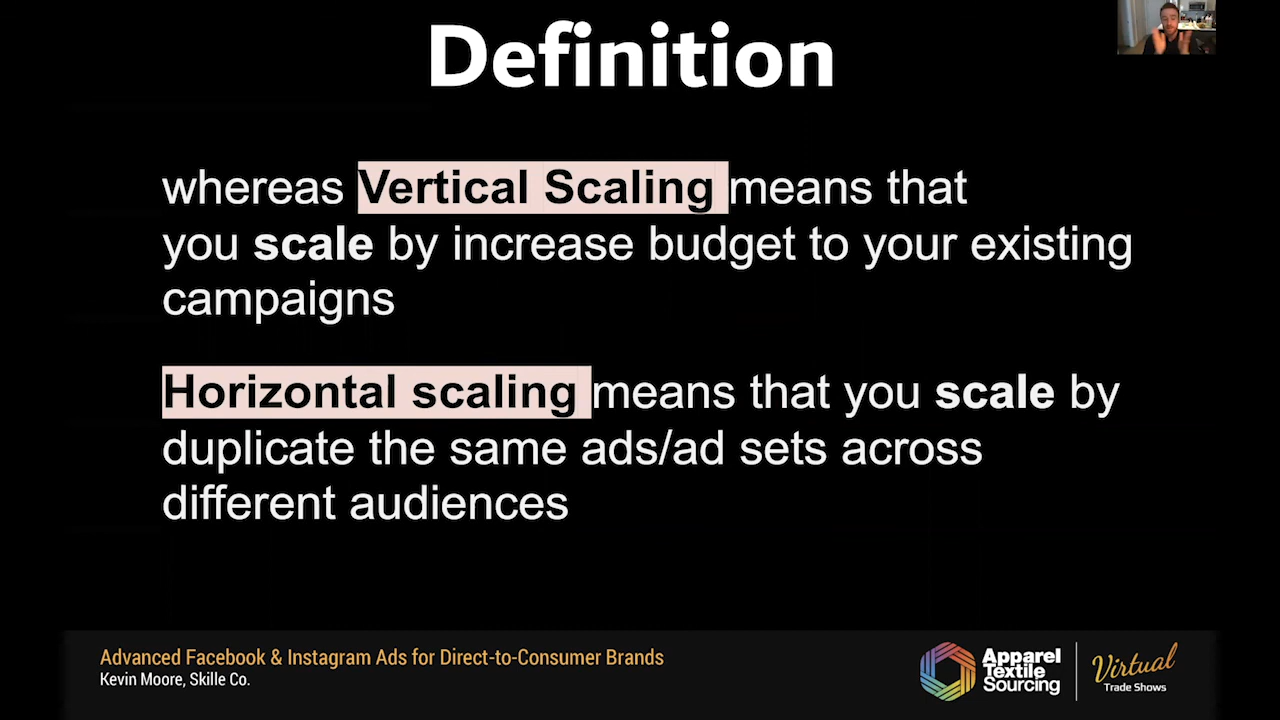 Definition
whereas Vertical Scaling means that
you scale by increase budget to your existing
campaigns
Horizontal scaling means that you scale by
duplicate the same ads/ad sets across
different audiences
Advanced Facebook & Instagram Ads for Direct-to-Consumer Brands
Kevin Moore, Skille Co.
Apparel
Textile
Sourcing
Virtual
Trade Shows